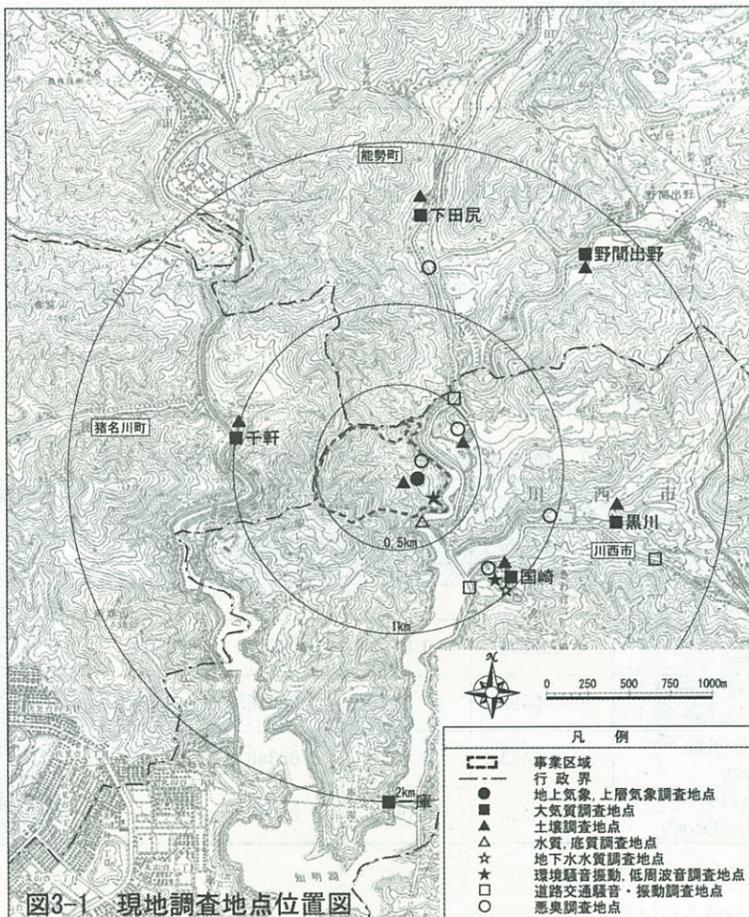 能勢町
下田尻
野間出野
野間出野
猪名川町
千軒
川西市
黒川
川西市
国崎
0.5km
1km
2km
一庫
知明湖
N
0 250 500 750 1000m
凡 例
事業区域
行政界
地上気象,上層気象調査地点
大気質調査地点
土壌調査地点
水質,底質調査地点
地下水水質調査地点
環境騒音振動,低周波音調査地点
道路交通騒音・振動調査地点
悪臭調査地点
図3-1 現地調査地点位置図